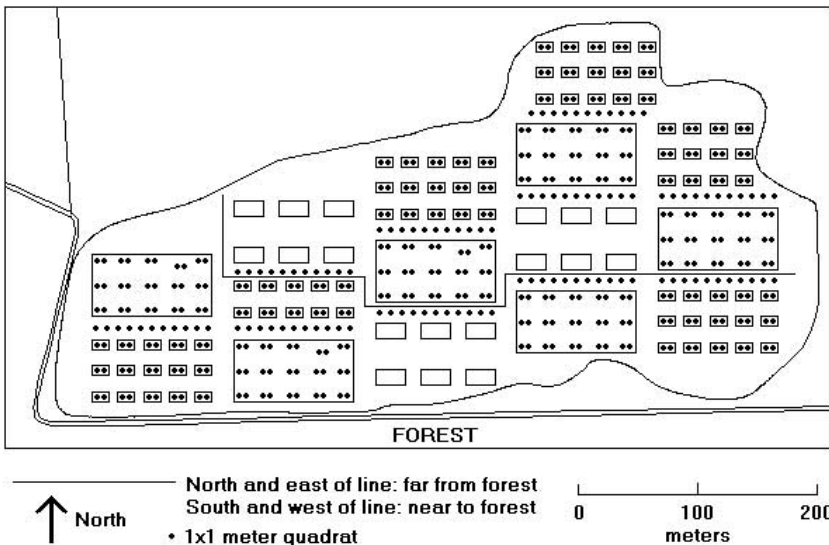 FOREST
North and east of line: far from forest
South and west of line: near to forest
North
• 1x1 meter quadrat
0 100 200
meters